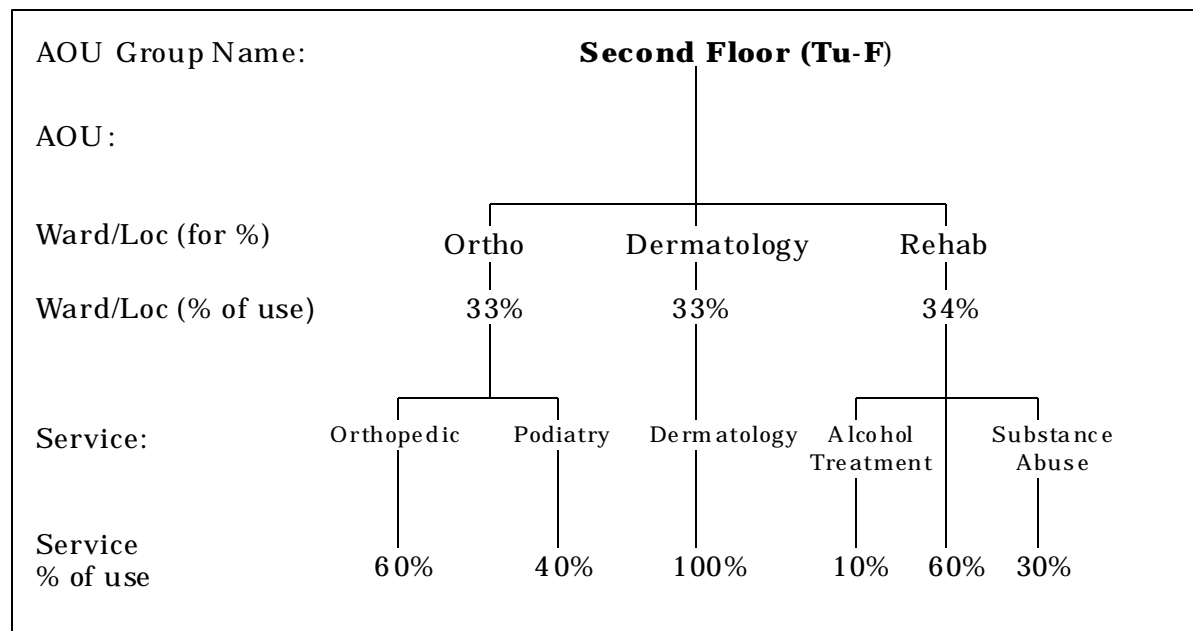 AOU Group Name: Second Floor (Tu-F)
AOU:
Ward/Loc (for %) Ortho Dermatology Rehab
Ward/Loc (% of use) 33% 33% 34%
Service: Orthopedic Podiatry Dermatology Alcohol Treatment Substance Abuse
Service
% of use 60% 40% 100% 10% 60% 30%